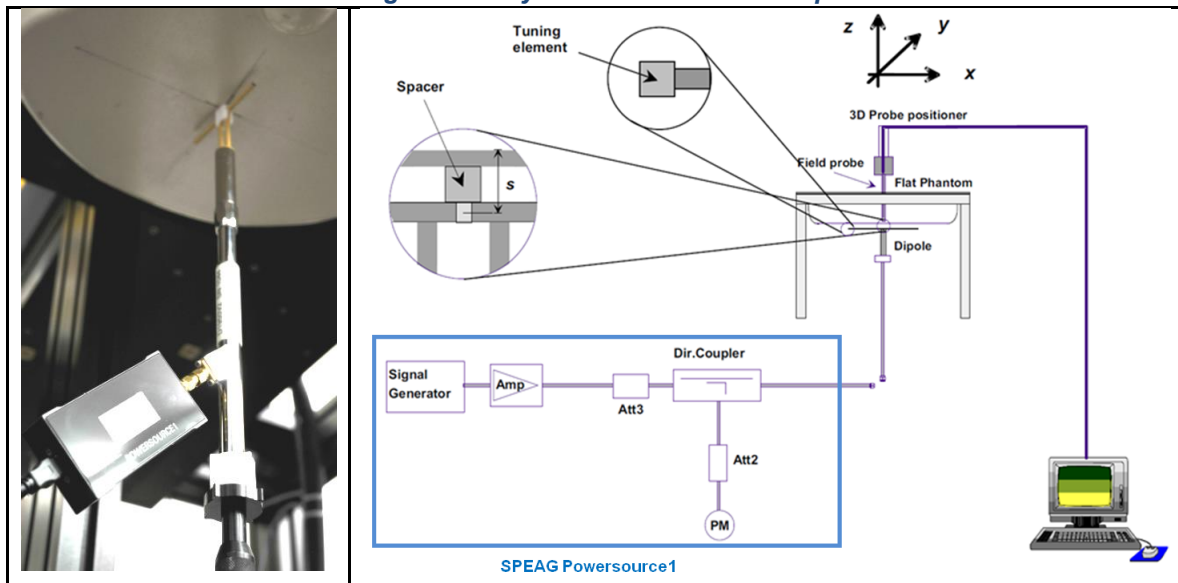 Tuning
element
z
y
x
Spacer
3D Probe positioner
Field probe
s
Flat Phantom
Dipole
Dir.Coupler
Signal
Generator
Amp
Att3
Att2
PM
POWERSOURCE1
SPEAG Powersource1